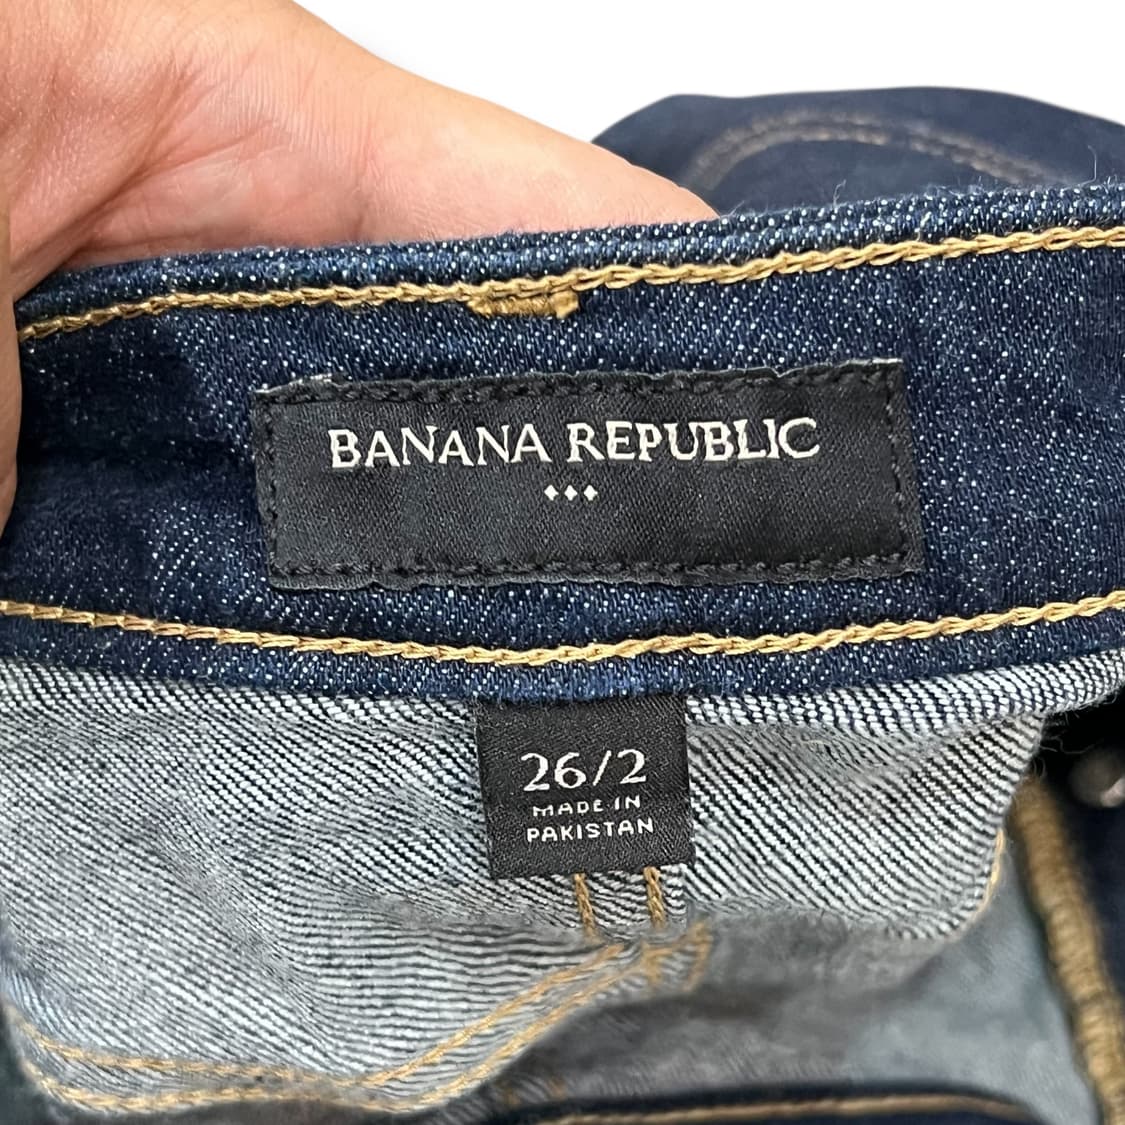 BANANA REPUBLIC
26/2
MADE IN
PAKISTAN